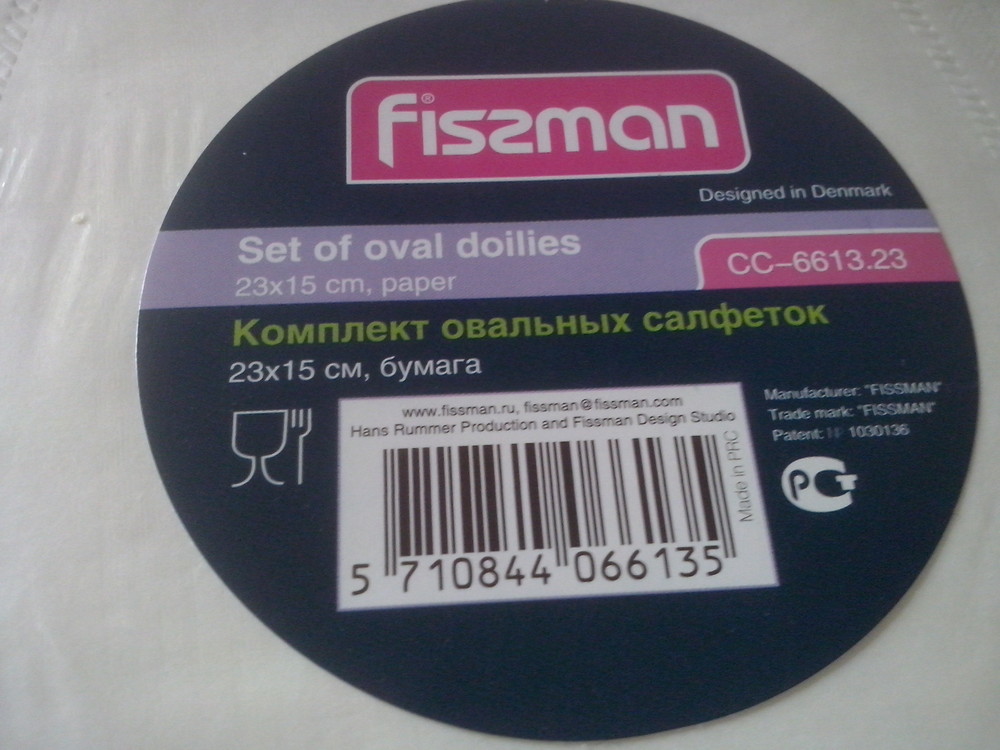 fissman®
Designed in Denmark
Set of oval doilies
23x15 cm, paper
CC–6613.23
Комплект овальных салфеток
23x15 см, бумага
www.fissman.ru, fissman@fissman.com
Hans Rummer Production and Fissman Design Studio
Made in PRC
5 710844 066135
Manufacturer: "FISSMAN"
Trade mark: "FISSMAN"
Patent: 1030136
РСТ